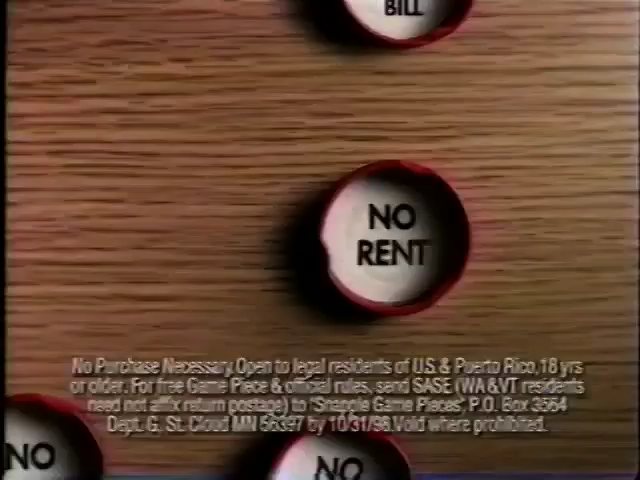 BILL
NO
RENT
No Purchase Necessary. Open to legal residents of U.S. & Puerto Rico, 18 yrs
or older. For free Game Piece & official rules, send SASE (WA & VT residents
need not affix return postage) to "Snapple Game Pieces", P.O. Box 3564
Dept. G, St. Cloud MN 56397 by 10/31/98. Void where prohibited.
NO
NO